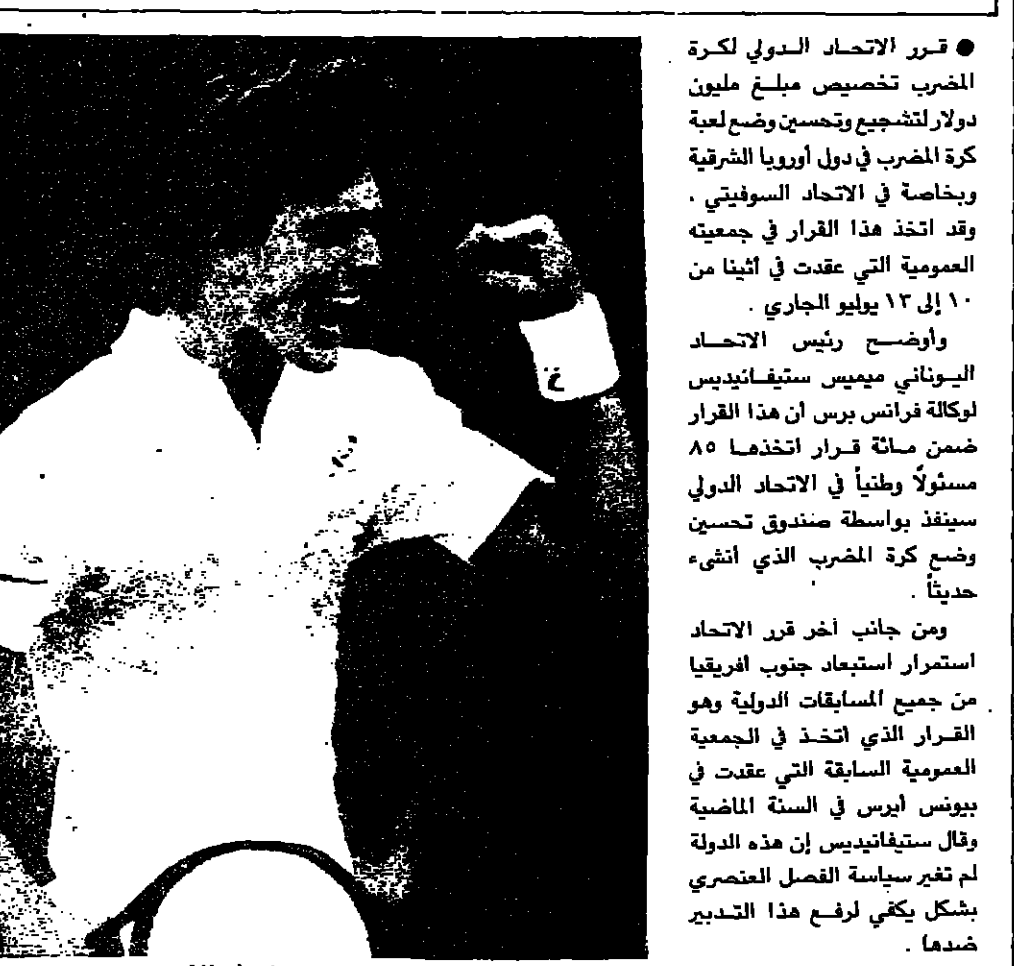 ● قرر الاتحاد الدولي لكرة
المضرب تخصيص مبلغ مليون
دولار لتشجيع وتحسين وضع لعبة
كرة المضرب في دول أوروبا الشرقية
وبخاصة في الاتحاد السوفيتي .
وقد اتخذ هذا القرار في جمعيته
العمومية التي عقدت في أثينا من
١٠ إلى ١٣ يوليو الجاري .
وأوضح رئيس الاتحاد
اليوناني ميميس ستيفانيديس
لوكالة فرانس برس أن هذا القرار
ضمن مائة قرار اتخذها ٨٥
مسئولاً وطنياً في الاتحاد الدولي
سينفذ بواسطة صندوق تحسين
وضع كرة المضرب الذي أنشىء
حديثاً .
ومن جانب آخر قرر الاتحاد
استمرار استبعاد جنوب افريقيا
من جميع المسابقات الدولية وهو
القرار الذي اتخذ في الجمعية
العمومية السابقة التي عقدت في
بيونس أيرس في السنة الماضية
وقال ستيفانيديس إن هذه الدولة
لم تغير سياسة الفصل العنصري
بشكل يكفي لرفع هذا التدبير
ضدها .